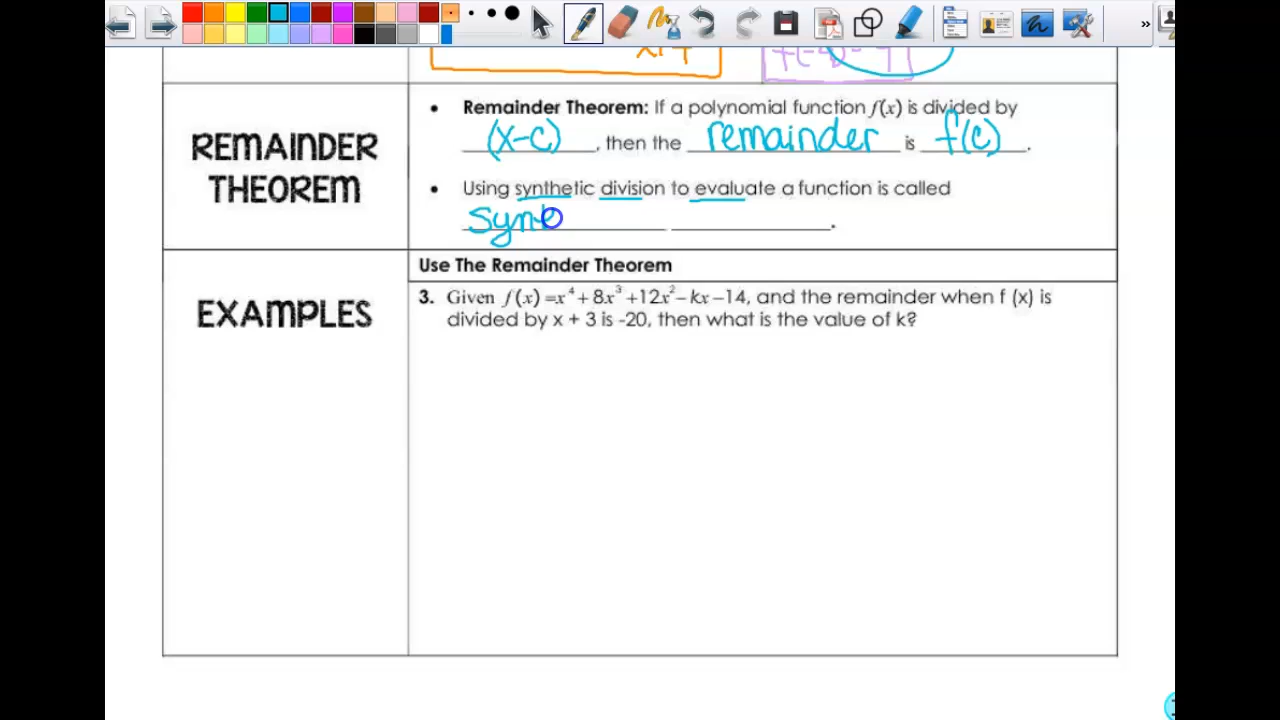 REMAINDER
THEOREM
• Remainder Theorem: If a polynomial function f(x) is divided by
(x-c), then the remainder is f(c).
• Using synthetic division to evaluate a function is called
Synt
EXAMPLES
Use The Remainder Theorem
3. Given f(x)=x⁴+8x³+12x²−kx−14, and the remainder when f (x) is
divided by x + 3 is -20, then what is the value of k?